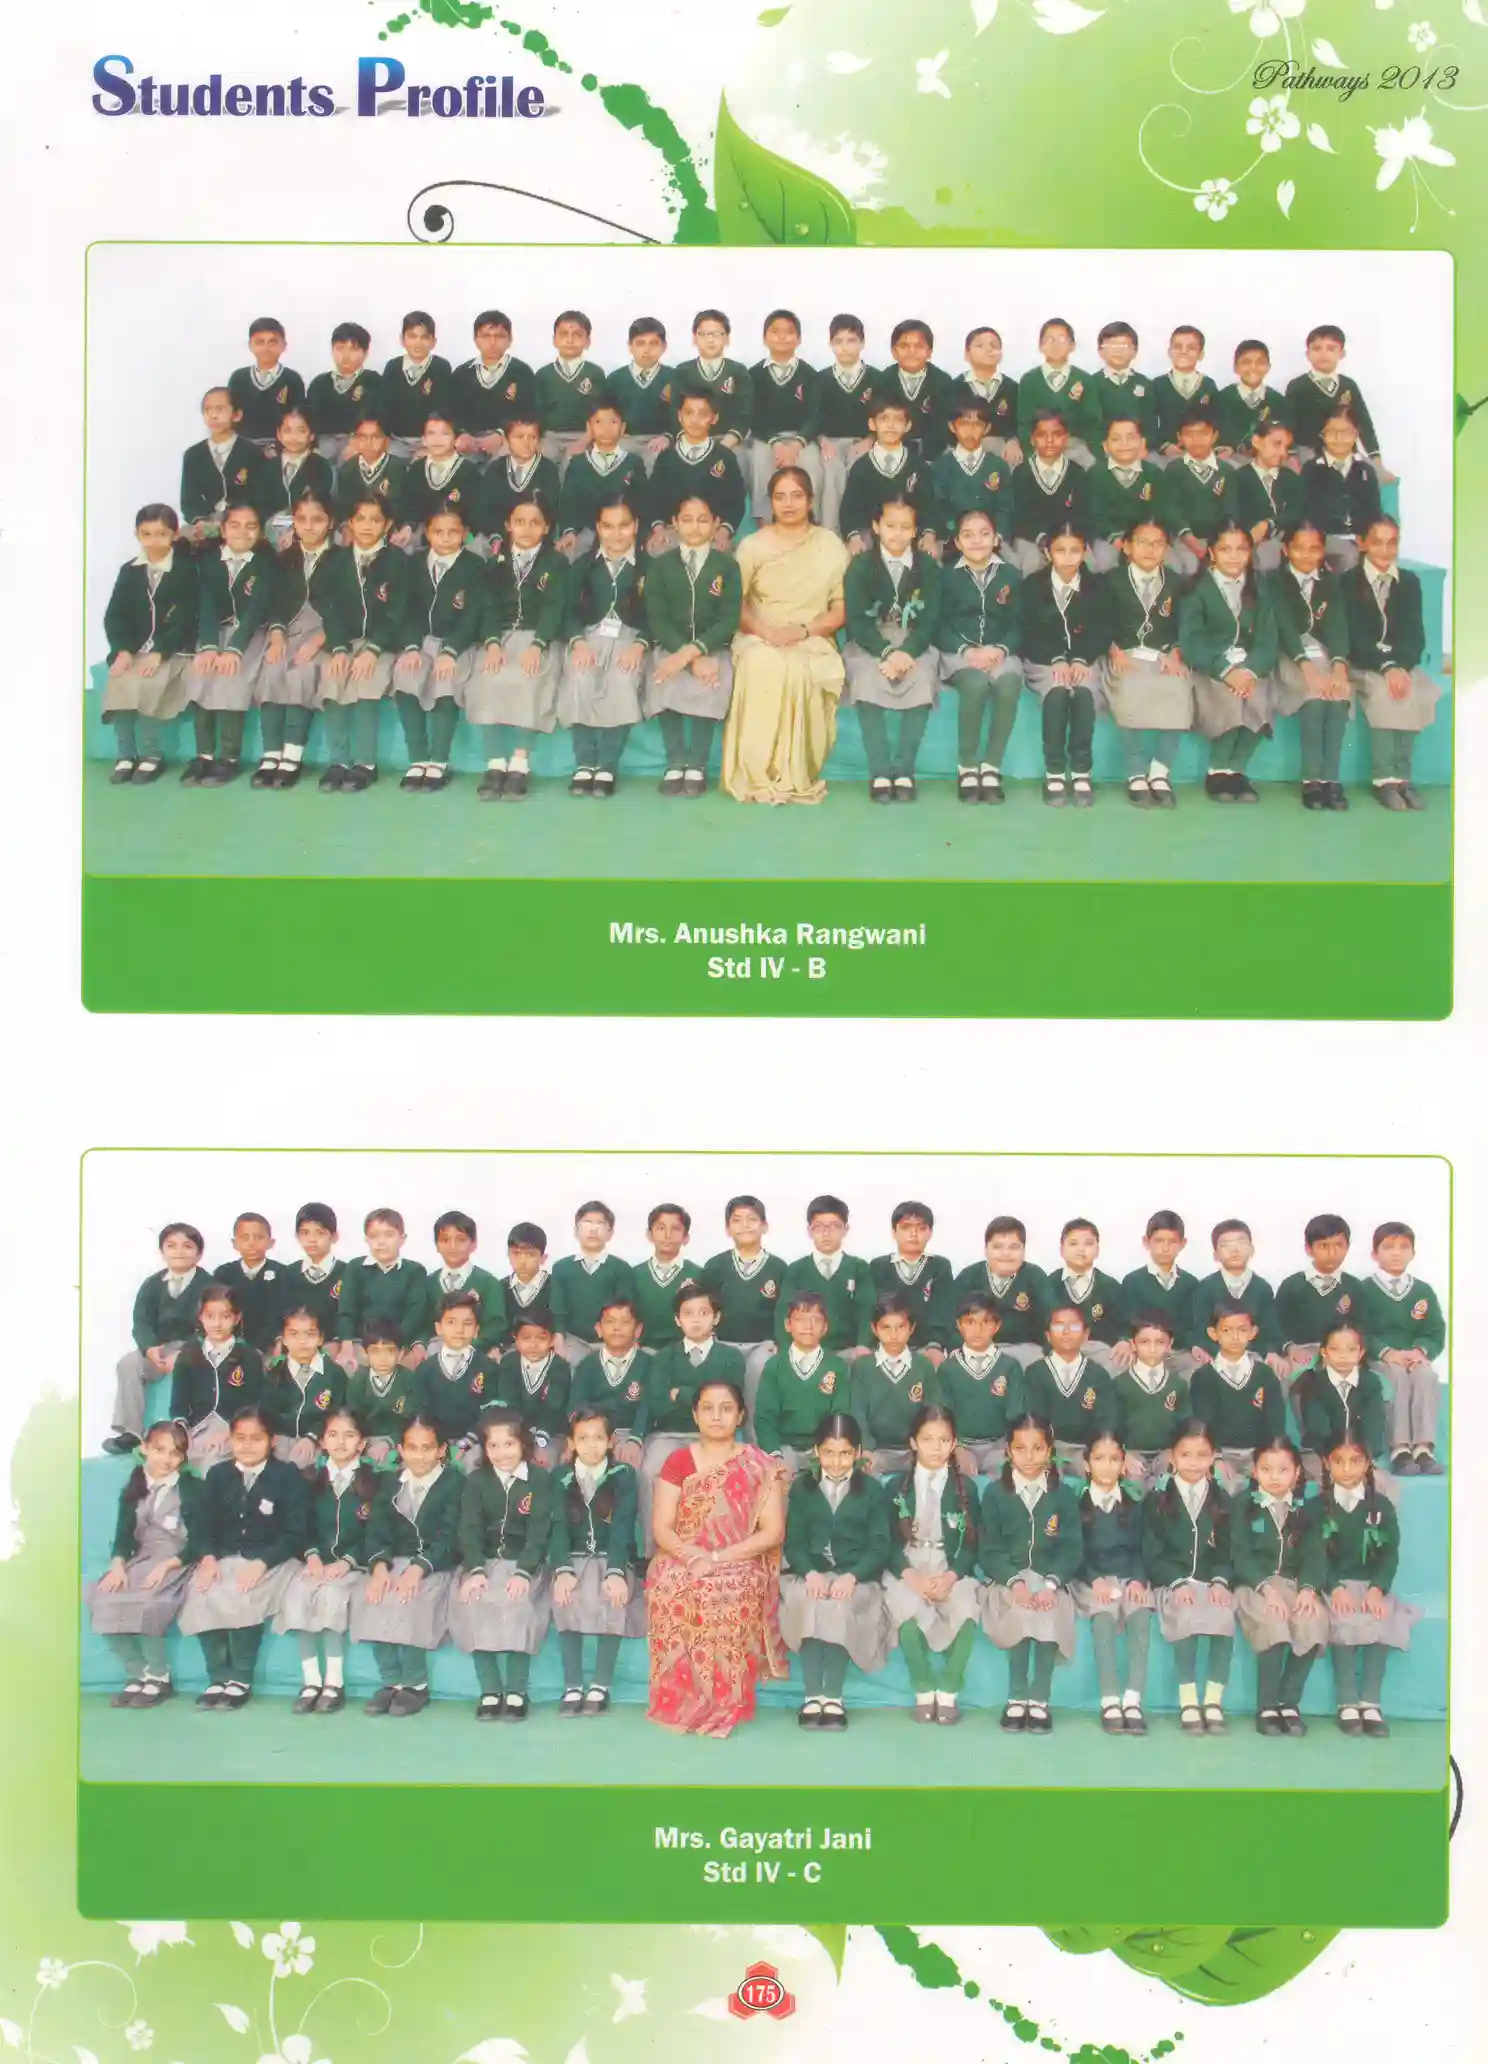 Students Profile
Pathways 2013
Mrs. Anushka Rangwani
Std IV - B
Mrs. Gayatri Jani
Std IV - C
175